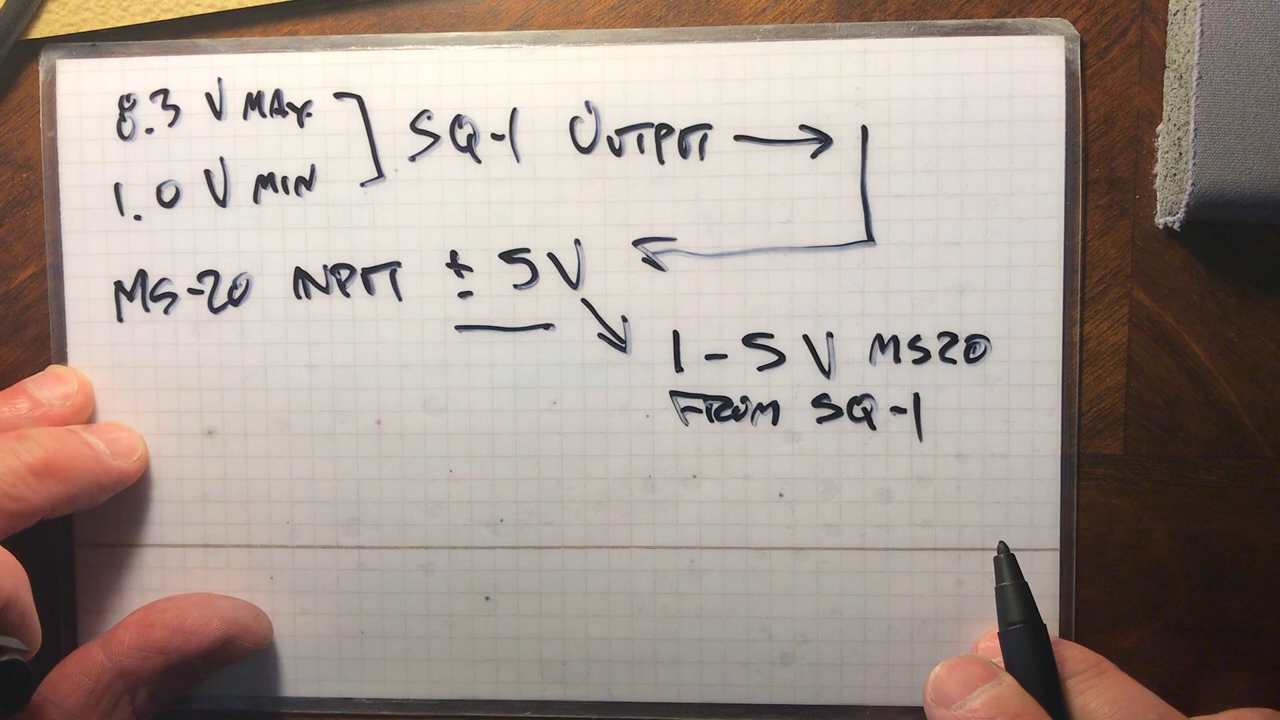 8.3 V MAX
1.0 V MIN
SQ-1 OUTPUT
MS-20 INPUT ± 5V
1-5 V MS20
FROM SQ-1